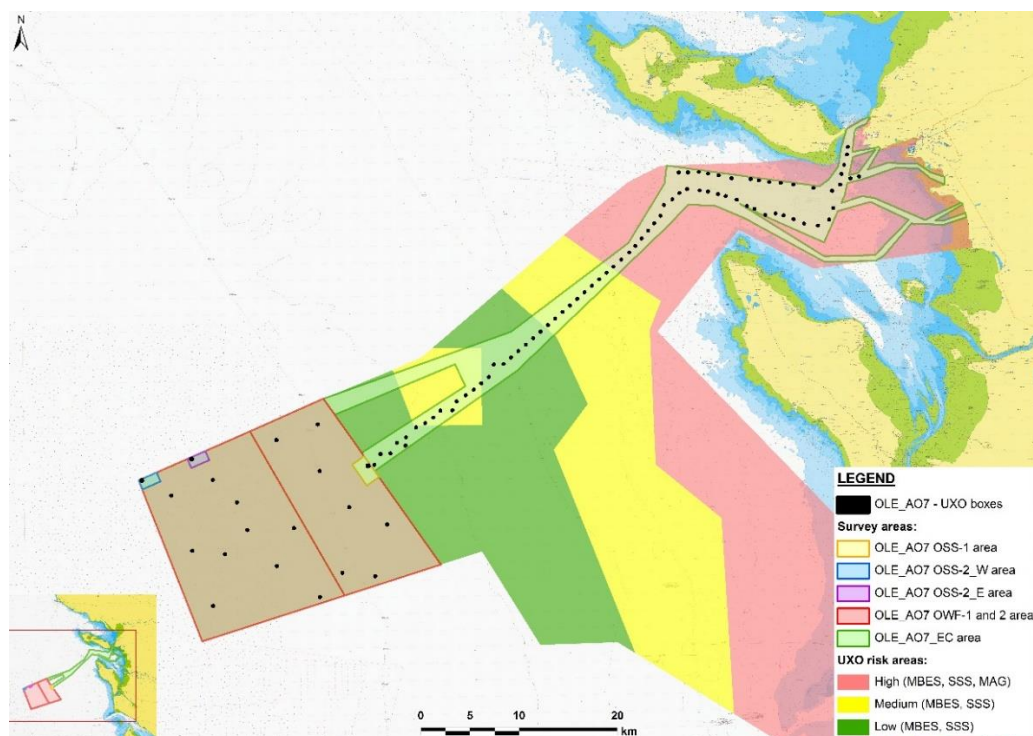 N
LEGEND
OLE_AO7 - UXO boxes
Survey areas:
OLE_AO7 OSS-1 area
OLE_AO7 OSS-2_W area
OLE_AO7 OSS-2_E area
OLE_AO7 OWF-1 and 2 area
OLE_AO7_EC area
UXO risk areas:
High (MBES, SSS, MAG)
Medium (MBES, SSS)
Low (MBES, SSS)
0 5 10 20
km